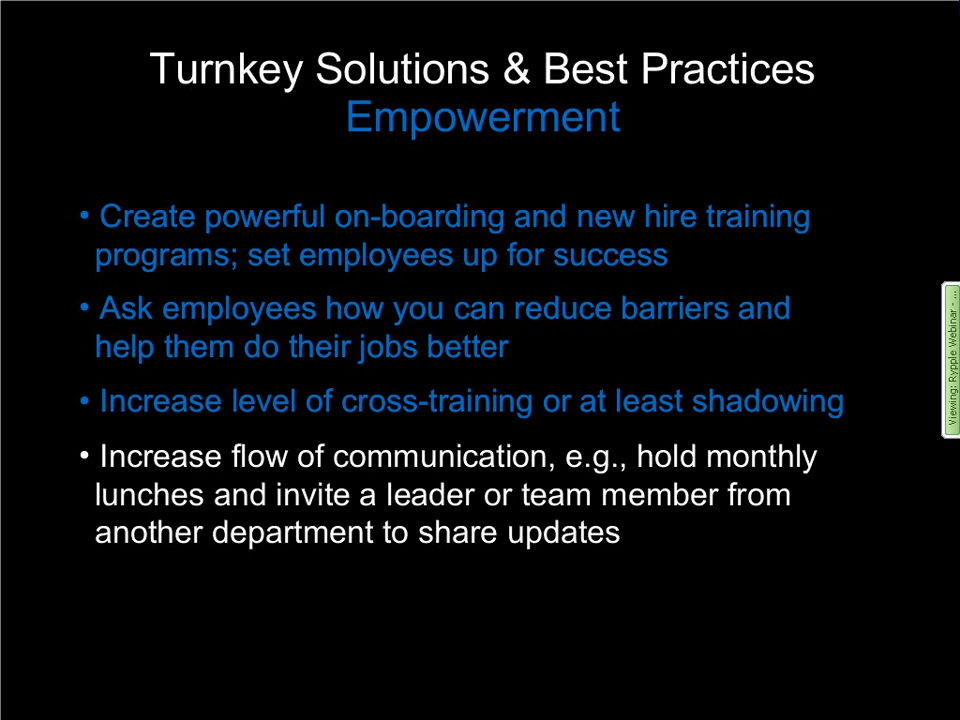 Turnkey Solutions & Best Practices
Empowerment
• Create powerful on-boarding and new hire training
programs; set employees up for success
• Ask employees how you can reduce barriers and
help them do their jobs better
• Increase level of cross-training or at least shadowing
• Increase flow of communication, e.g., hold monthly
lunches and invite a leader or team member from
another department to share updates
Viewing: Rypple Webinar - ...